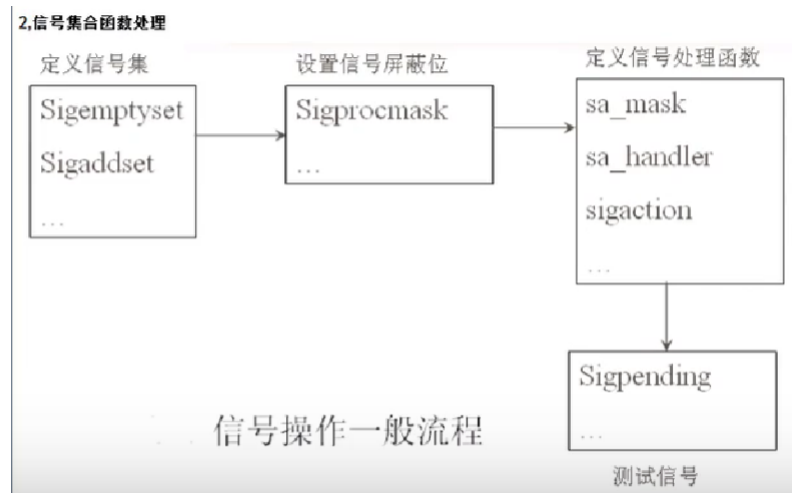 2,信号集合函数处理
定义信号集
Sigemptyset
Sigaddset
...
设置信号屏蔽位
Sigprocmask
...
定义信号处理函数
sa_mask
sa_handler
sigaction
...
Sigpending
...
测试信号
信号操作一般流程